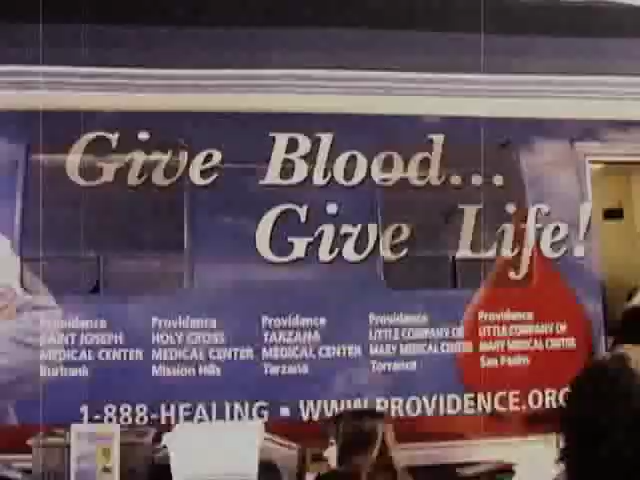 Give Blood...
Give Life!
Providence
SAINT JOSEPH
MEDICAL CENTER
Burbank
Providence
HOLY CROSS
MEDICAL CENTER
Mission Hills
Providence
TARZANA
MEDICAL CENTER
Tarzana
Providence
LITTLE COMPANY OF
MARY MEDICAL CENTER
Torrance
Providence
LITTLE COMPANY OF
MARY MEDICAL CENTER
San Pedro
1-888-HEALING ▪ WWW.PROVIDENCE.ORG